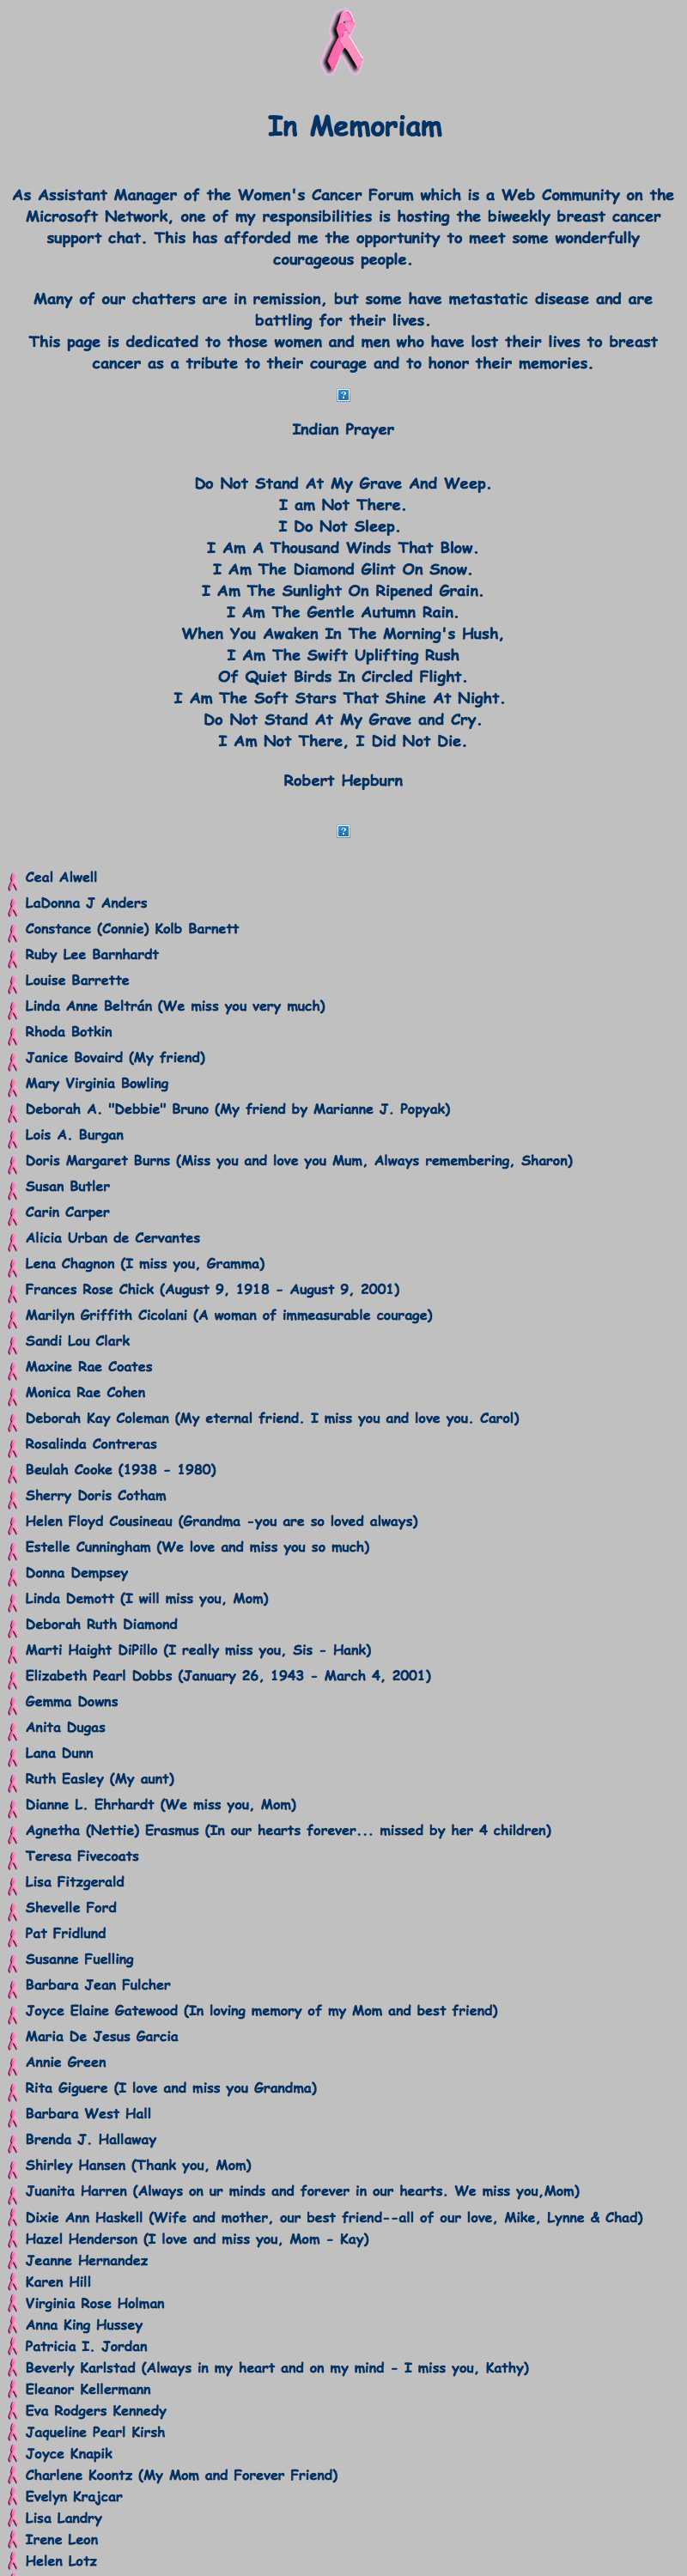 In Memoriam
As Assistant Manager of the Women's Cancer Forum which is a Web Community on the
Microsoft Network, one of my responsibilities is hosting the biweekly breast cancer
support chat. This has afforded me the opportunity to meet some wonderfully
courageous people.
Many of our chatters are in remission, but some have metastatic disease and are
battling for their lives.
This page is dedicated to those women and men who have lost their lives to breast
cancer as a tribute to their courage and to honor their memories.
Indian Prayer
Do Not Stand At My Grave And Weep.
I am Not There.
I Do Not Sleep.
I Am A Thousand Winds That Blow.
I Am The Diamond Glint On Snow.
I Am The Sunlight On Ripened Grain.
I Am The Gentle Autumn Rain.
When You Awaken In The Morning's Hush,
I Am The Swift Uplifting Rush
Of Quiet Birds In Circled Flight.
I Am The Soft Stars That Shine At Night.
Do Not Stand At My Grave and Cry.
I Am Not There, I Did Not Die.
Robert Hepburn
Ceal Alwell
LaDonna J Anders
Constance (Connie) Kolb Barnett
Ruby Lee Barnhardt
Louise Barrette
Linda Anne Beltrán (We miss you very much)
Rhoda Botkin
Janice Bovaird (My friend)
Mary Virginia Bowling
Deborah A. "Debbie" Bruno (My friend by Marianne J. Popyak)
Lois A. Burgan
Doris Margaret Burns (Miss you and love you Mum, Always remembering, Sharon)
Susan Butler
Carin Carper
Alicia Urban de Cervantes
Lena Chagnon (I miss you, Gramma)
Frances Rose Chick (August 9, 1918 - August 9, 2001)
Marilyn Griffith Cicolani (A woman of immeasurable courage)
Sandi Lou Clark
Maxine Rae Coates
Monica Rae Cohen
Deborah Kay Coleman (My eternal friend. I miss you and love you. Carol)
Rosalinda Contreras
Beulah Cooke (1938 - 1980)
Sherry Doris Cotham
Helen Floyd Cousineau (Grandma -you are so loved always)
Estelle Cunningham (We love and miss you so much)
Donna Dempsey
Linda Demott (I will miss you, Mom)
Deborah Ruth Diamond
Marti Haight DiPillo (I really miss you, Sis - Hank)
Elizabeth Pearl Dobbs (January 26, 1943 - March 4, 2001)
Gemma Downs
Anita Dugas
Lana Dunn
Ruth Easley (My aunt)
Dianne L. Ehrhardt (We miss you, Mom)
Agnetha (Nettie) Erasmus (In our hearts forever... missed by her 4 children)
Teresa Fivecoats
Lisa Fitzgerald
Shevelle Ford
Pat Fridlund
Susanne Fuelling
Barbara Jean Fulcher
Joyce Elaine Gatewood (In loving memory of my Mom and best friend)
Maria De Jesus Garcia
Annie Green
Rita Giguere (I love and miss you Grandma)
Barbara West Hall
Brenda J. Hallaway
Shirley Hansen (Thank you, Mom)
Juanita Harren (Always on ur minds and forever in our hearts. We miss you,Mom)
Dixie Ann Haskell (Wife and mother, our best friend--all of our love, Mike, Lynne & Chad)
Hazel Henderson (I love and miss you, Mom - Kay)
Jeanne Hernandez
Karen Hill
Virginia Rose Holman
Anna King Hussey
Patricia I. Jordan
Beverly Karlstad (Always in my heart and on my mind - I miss you, Kathy)
Eleanor Kellermann
Eva Rodgers Kennedy
Jaqueline Pearl Kirsh
Joyce Knapik
Charlene Koontz (My Mom and Forever Friend)
Evelyn Krajcar
Lisa Landry
Irene Leon
Helen Lotz